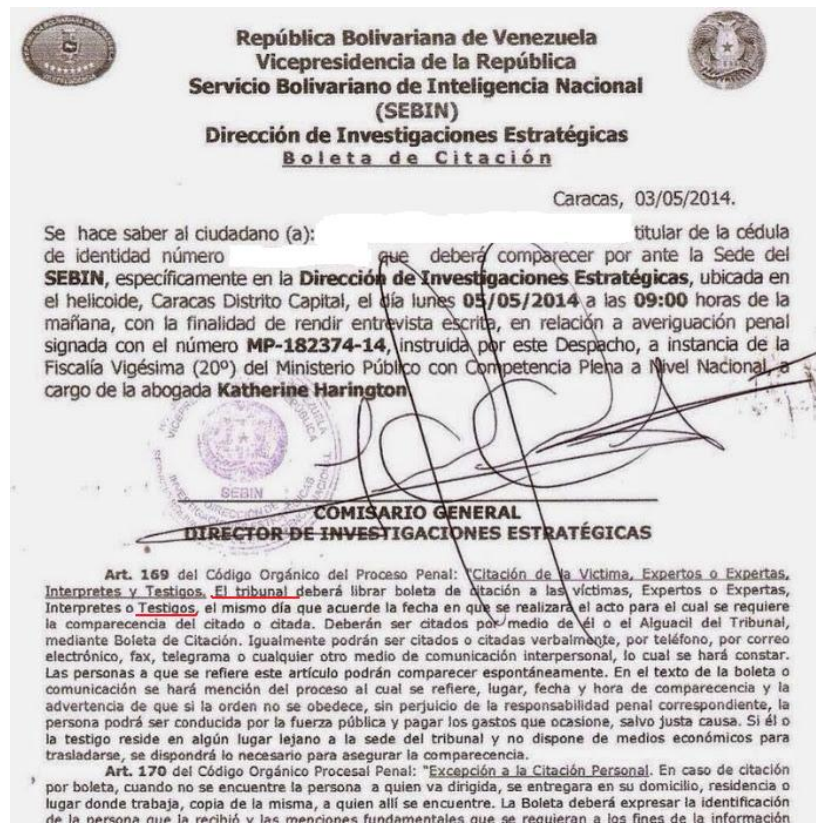 República Bolivariana de Venezuela
Vicepresidencia de la República
Servicio Bolivariano de Inteligencia Nacional
(SEBIN)
Dirección de Investigaciones Estratégicas
Boleta de Citación
Caracas, 03/05/2014.
Se hace saber al ciudadano (a): titular de la cédula
de identidad número que deberá comparecer por ante la Sede del
SEBIN, específicamente en la Dirección de Investigaciones Estratégicas, ubicada en
el helicoide, Caracas Distrito Capital, el día lunes 05/05/2014 a las 09:00 horas de la
mañana, con la finalidad de rendir entrevista escrita, en relación a averiguación penal
signada con el número MP-182374-14, instruida por este Despacho, a instancia de la
Fiscalía Vigésima (20º) del Ministerio Público con Competencia Plena a Nivel Nacional, a
cargo de la abogada Katherine Harington
SEBIN
COMISARIO GENERAL
DIRECTOR DE INVESTIGACIONES ESTRATÉGICAS
Art. 169 del Código Orgánico del Proceso Penal: "Citación de la Victima, Expertos o Expertas,
Interpretes y Testigos. El tribunal deberá librar boleta de citación a las víctimas, Expertos o Expertas,
Interpretes o Testigos, el mismo día que acuerde la fecha en que se realizará el acto para el cual se requiere
la comparecencia del citado o citada. Deberán ser citados por medio de él o el Alguacil del Tribunal,
mediante Boleta de Citación. Igualmente podrán ser citados o citadas verbalmente, por teléfono, por correo
electrónico, fax, telegrama o cualquier otro medio de comunicación interpersonal, lo cual se hará constar.
Las personas a que se refiere este artículo podrán comparecer espontáneamente. En el texto de la boleta o
comunicación se hará mención del proceso al cual se refiere, lugar, fecha y hora de comparecencia y la
advertencia de que si la orden no se obedece, sin perjuicio de la responsabilidad penal correspondiente, la
persona podrá ser conducida por la fuerza pública y pagar los gastos que ocasione, salvo justa causa. Si él o
la testigo reside en algún lugar lejano a la sede del tribunal y no dispone de medios económicos para
trasladarse, se dispondrá lo necesario para asegurar la comparecencia.
Art. 170 del Código Orgánico Procesal Penal: "Excepción a la Citación Personal. En caso de citación
por boleta, cuando no se encuentre la persona a quien va dirigida, se entregara en su domicilio, residencia o
lugar donde trabaja, copia de la misma, a quien allí se encuentre. La Boleta deberá expresar la identificación
de la persona que la recibió y las menciones fundamentales que se requieran a los fines de la información